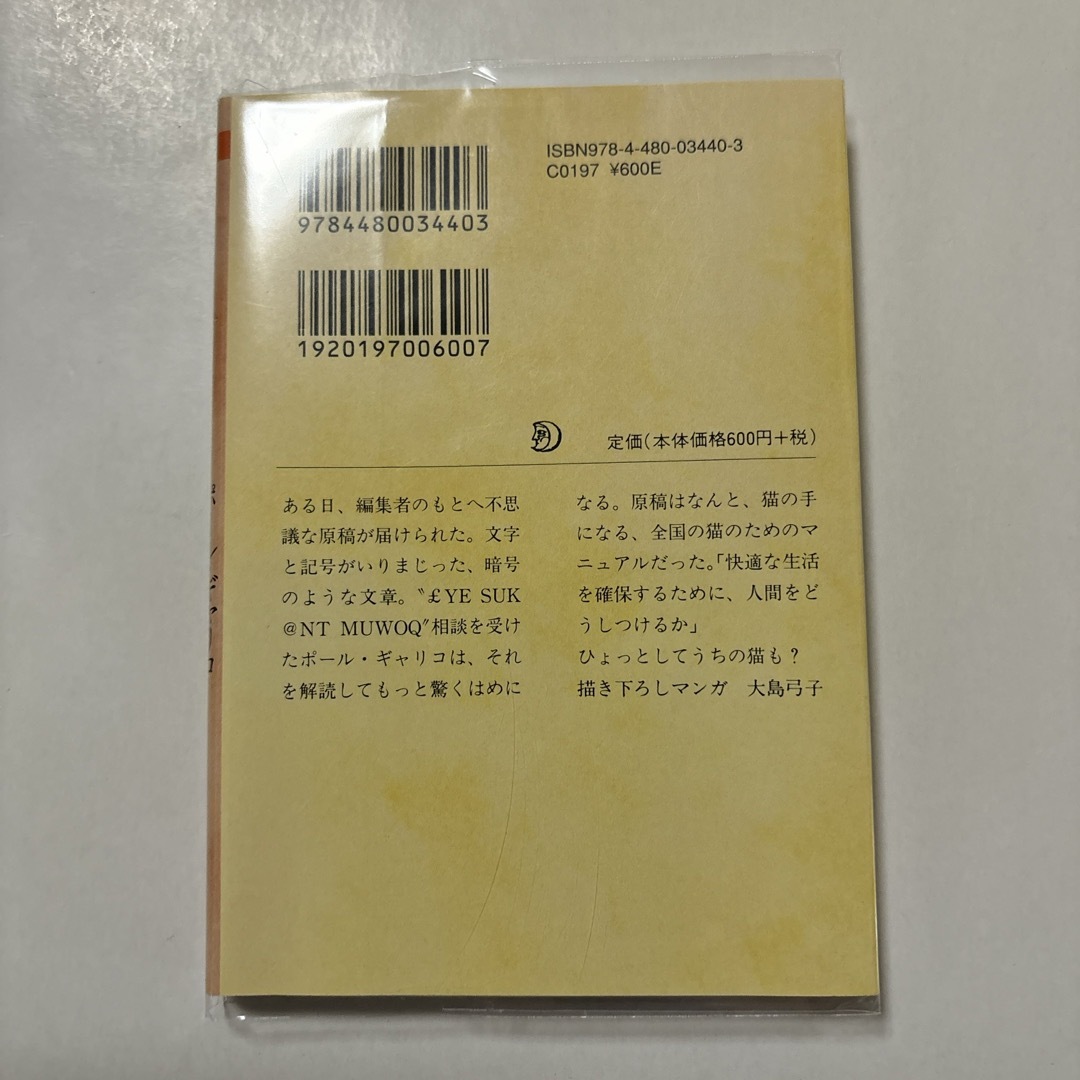 ISBN978-4-480-03440-3
C0197 ¥600E
9784480034403
1920197006007
定価(本体価格600円+税)
ある日、編集者のもとへ不思
議な原稿が届けられた。文字
と記号がいりまじった、暗号
のような文章。〝£YE SUK
@NT MUWOQ〞相談を受け
たポール・ギャリコは、それ
を解読してもっと驚くはめに
なる。原稿はなんと、猫の手
になる、全国の猫のためのマ
ニュアルだった。「快適な生活
を確保するために、人間をど
うしつけるか」
ひょっとしてうちの猫も?
描き下ろしマンガ 大島弓子